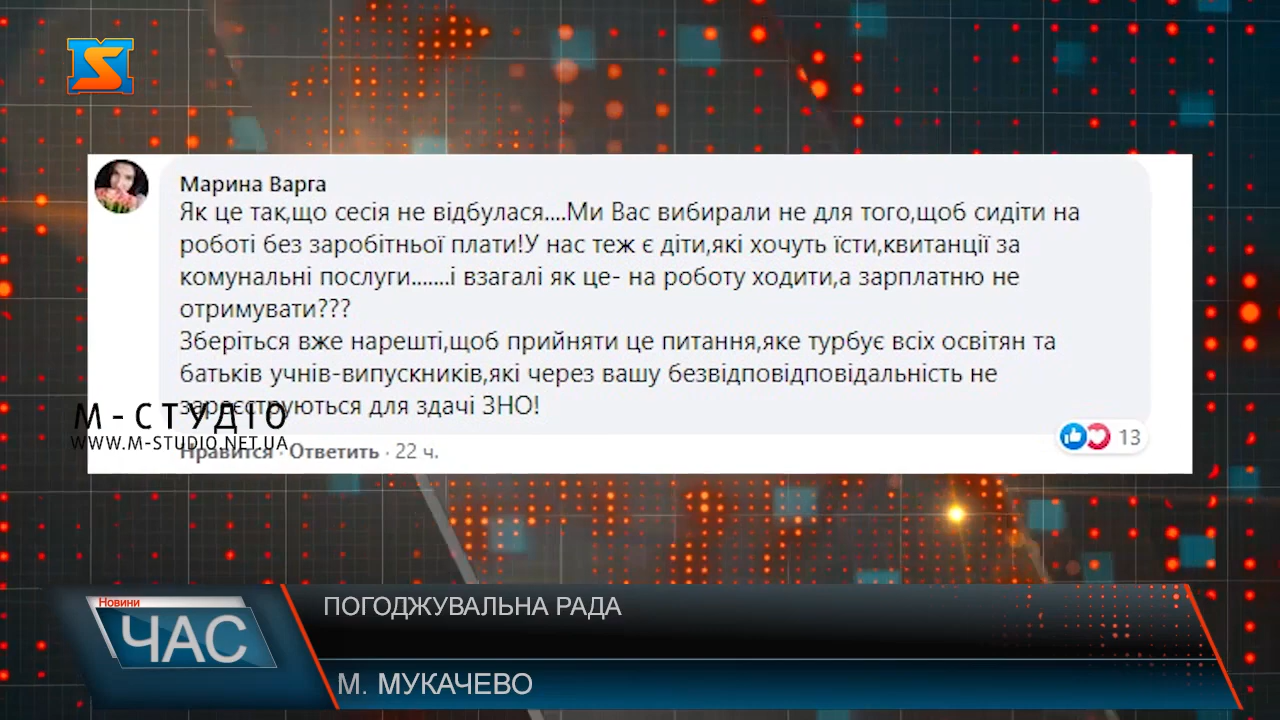 Марина Варга
Як це так,що сесія не відбулася....Ми Вас вибирали не для того,щоб сидіти на
роботі без заробітньої плати!У нас теж є діти,які хочуть їсти,квитанції за
комунальні послуги.......і взагалі як це- на роботу ходити,а зарплатню не
отримувати???
Зберіться вже нарешті,щоб прийняти це питання,яке турбує всіх освітян та
батьків учнів-випускників,які через вашу безвідповідповідальність не
зареєструються для здачі ЗНО!
М-СТУДІО
WWW.M-STUDIO.NET.UA
Нравится · Ответить · 22 ч.
13
Новини
ЧАС
ПОГОДЖУВАЛЬНА РАДА
М. МУКАЧЕВО